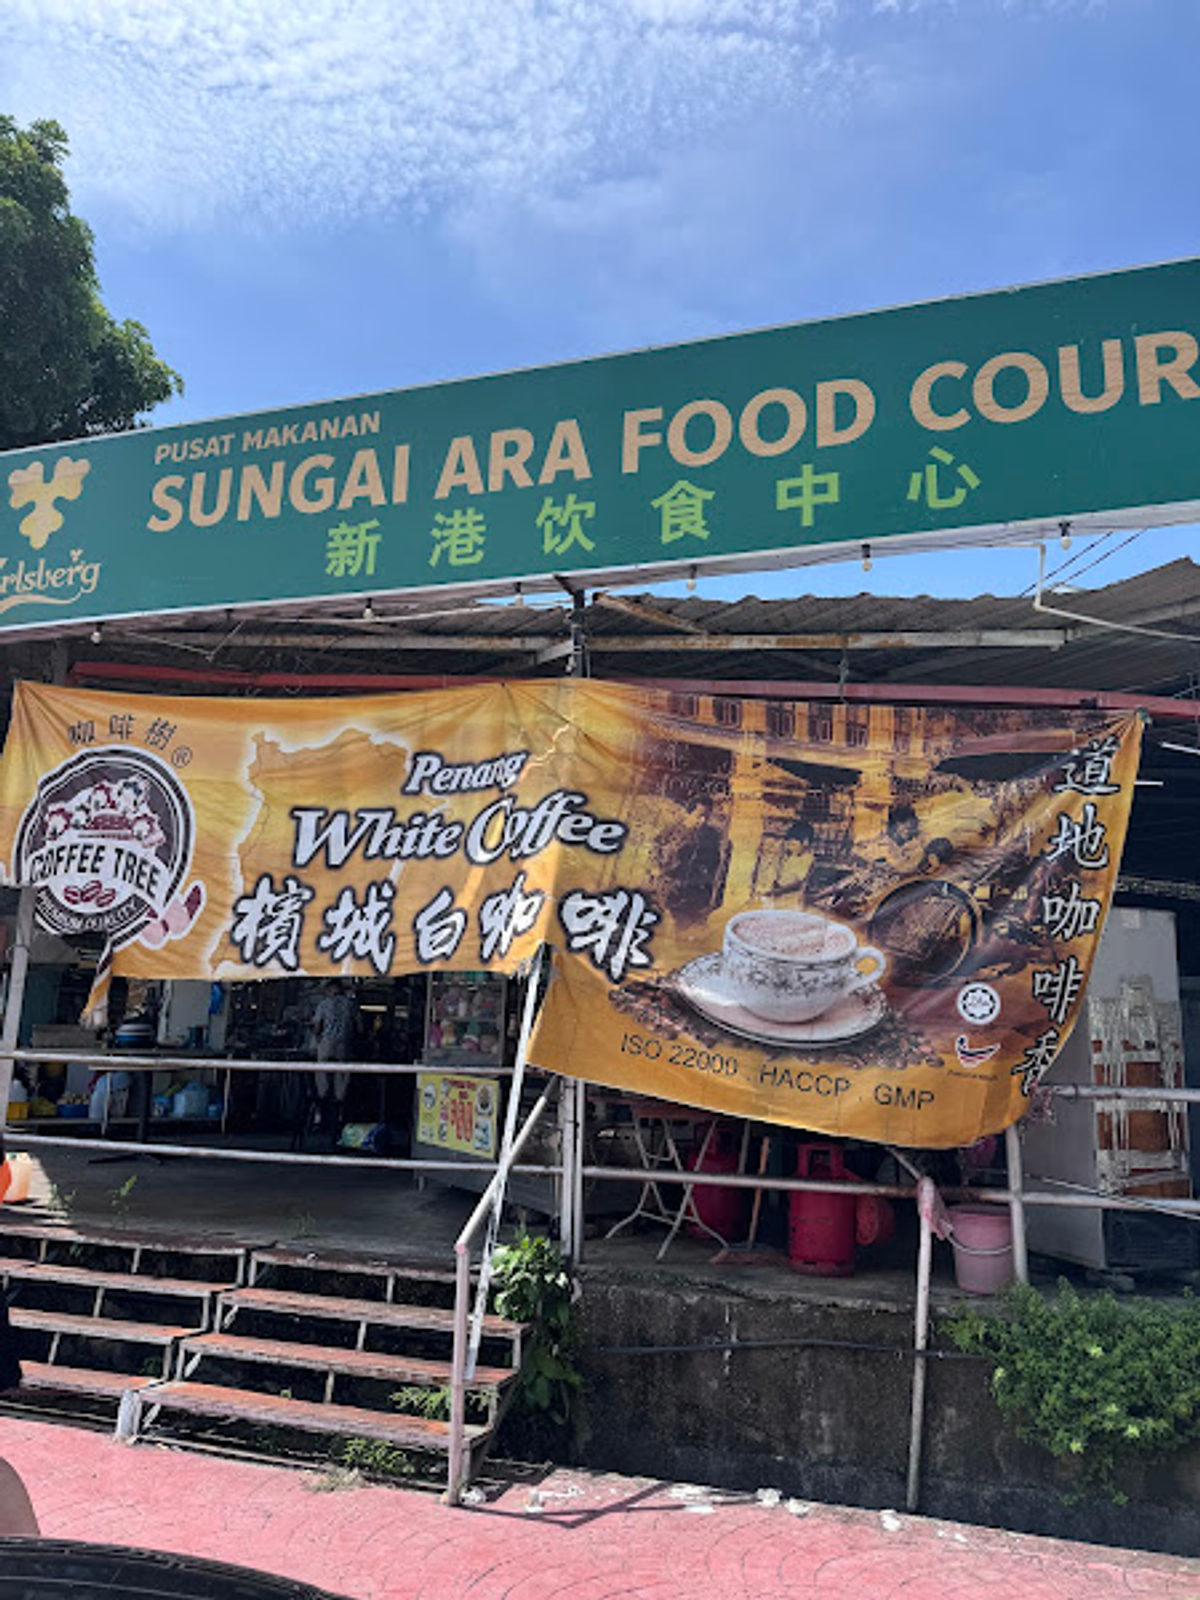 PUSAT MAKANAN
SUNGAI ARA FOOD COUR
新港饮食中心
rlsberg
咖啡樹®
COFFEE TREE
Penang
White Coffee
檳城白咖啡
道地咖啡香
ISO 22000 . HACCP . GMP